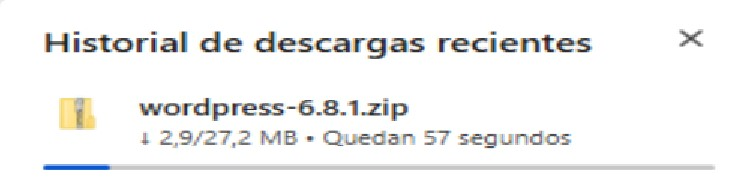 Historial de descargas recientes
wordpress-6.8.1.zip
↓ 2,9/27,2 MB • Quedan 57 segundos